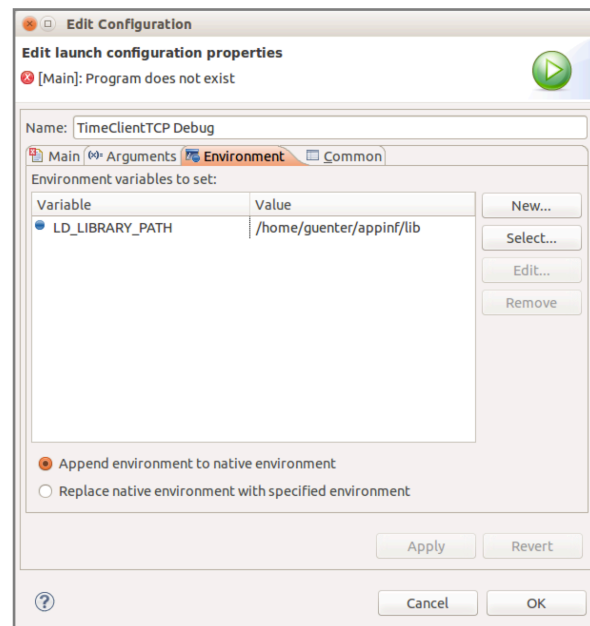 Edit Configuration
Edit launch configuration properties
[Main]: Program does not exist
Name: TimeClientTCP Debug
Main (x)= Arguments Environment Common
Environment variables to set:
Variable Value
LD_LIBRARY_PATH /home/guenter/appinf/lib
New...
Select...
Edit...
Remove
Append environment to native environment
Replace native environment with specified environment
Apply Revert
? Cancel OK